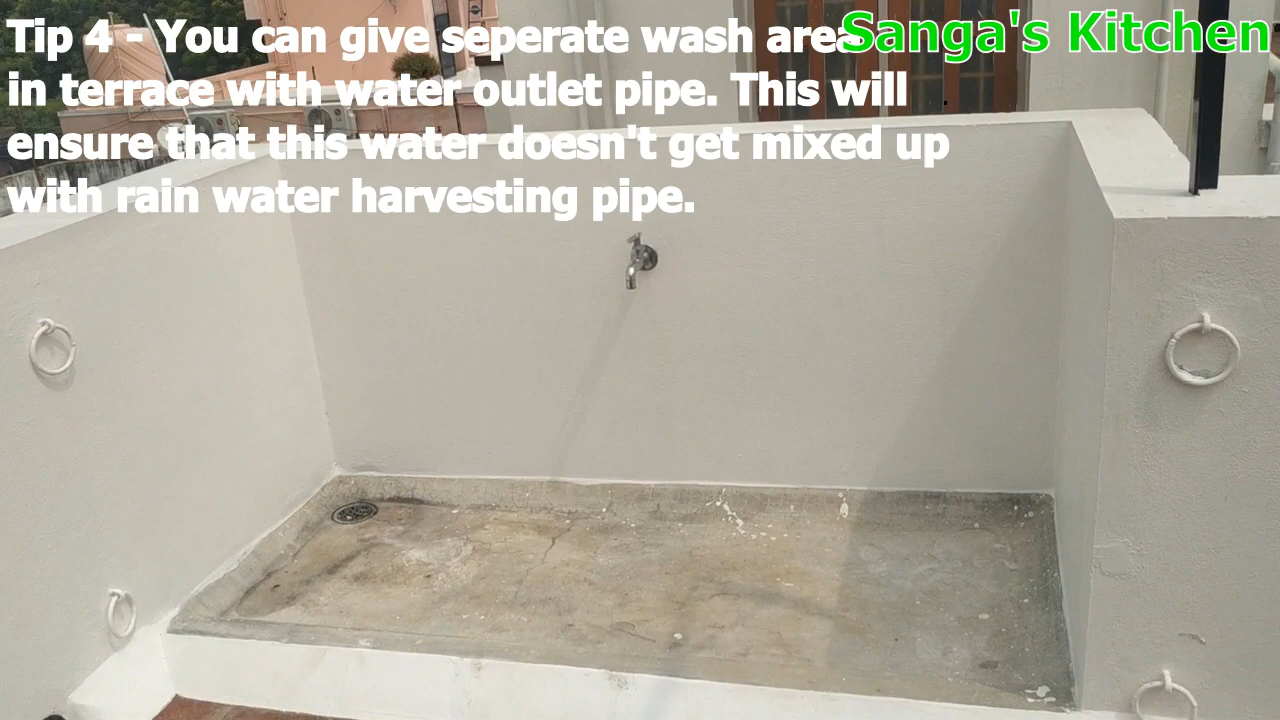 Tip 4 - You can give seperate wash area
in terrace with water outlet pipe. This will
ensure that this water doesn't get mixed up
with rain water harvesting pipe.
Sanga's Kitchen